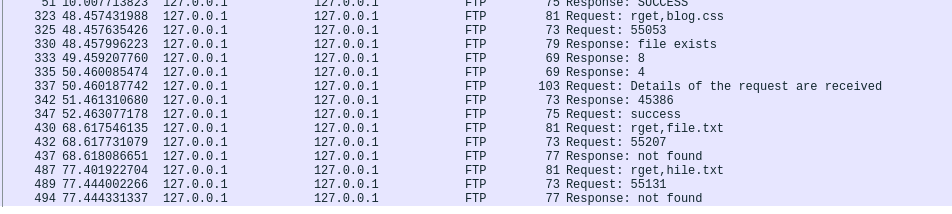 51 10.007713823 127.0.0.1 127.0.0.1 FTP 75 Response: SUCCESS
323 48.457431988 127.0.0.1 127.0.0.1 FTP 81 Request: rget,blog.css
325 48.457635426 127.0.0.1 127.0.0.1 FTP 73 Request: 55053
330 48.457996223 127.0.0.1 127.0.0.1 FTP 79 Response: file exists
333 49.459207760 127.0.0.1 127.0.0.1 FTP 69 Response: 8
335 50.460085474 127.0.0.1 127.0.0.1 FTP 69 Response: 4
337 50.460187742 127.0.0.1 127.0.0.1 FTP 103 Request: Details of the request are received
342 51.461310680 127.0.0.1 127.0.0.1 FTP 73 Response: 45386
347 52.463077178 127.0.0.1 127.0.0.1 FTP 75 Request: success
430 68.617546135 127.0.0.1 127.0.0.1 FTP 81 Request: rget,file.txt
432 68.617731079 127.0.0.1 127.0.0.1 FTP 73 Request: 55207
437 68.618086651 127.0.0.1 127.0.0.1 FTP 77 Response: not found
487 77.401922704 127.0.0.1 127.0.0.1 FTP 81 Request: rget,hile.txt
489 77.444002266 127.0.0.1 127.0.0.1 FTP 73 Request: 55131
494 77.444331337 127.0.0.1 127.0.0.1 FTP 77 Response: not found